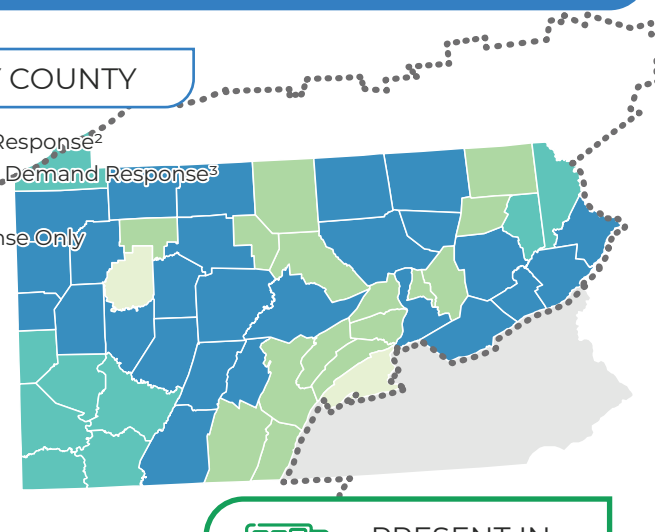 COUNTY
Response²
Demand Response³
nse Only
PRESENT IN